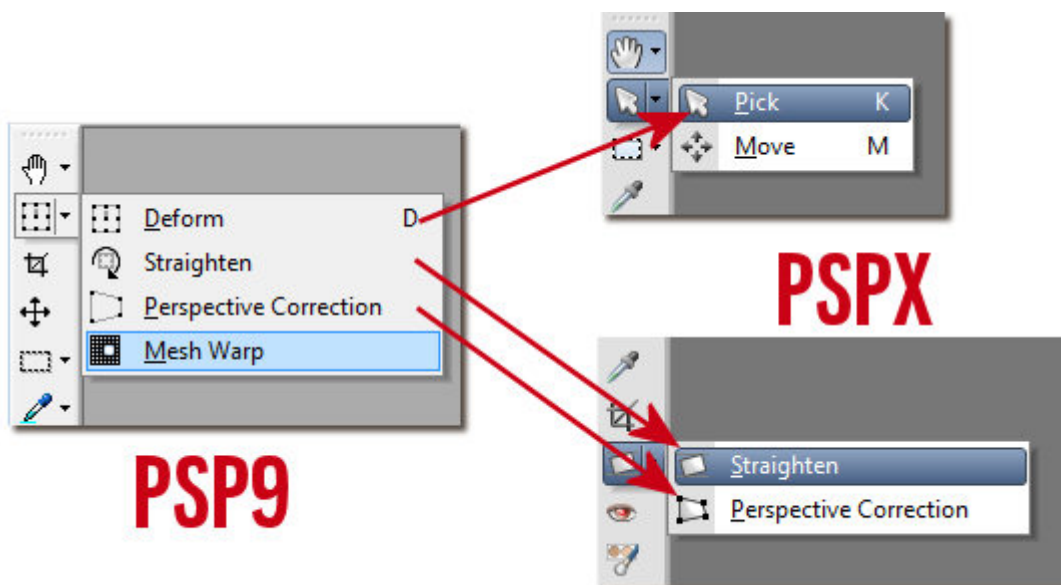 Deform D
Straighten
Perspective Correction
Mesh Warp
PSP9
Pick K
Move M
PSPX
Straighten
Perspective Correction